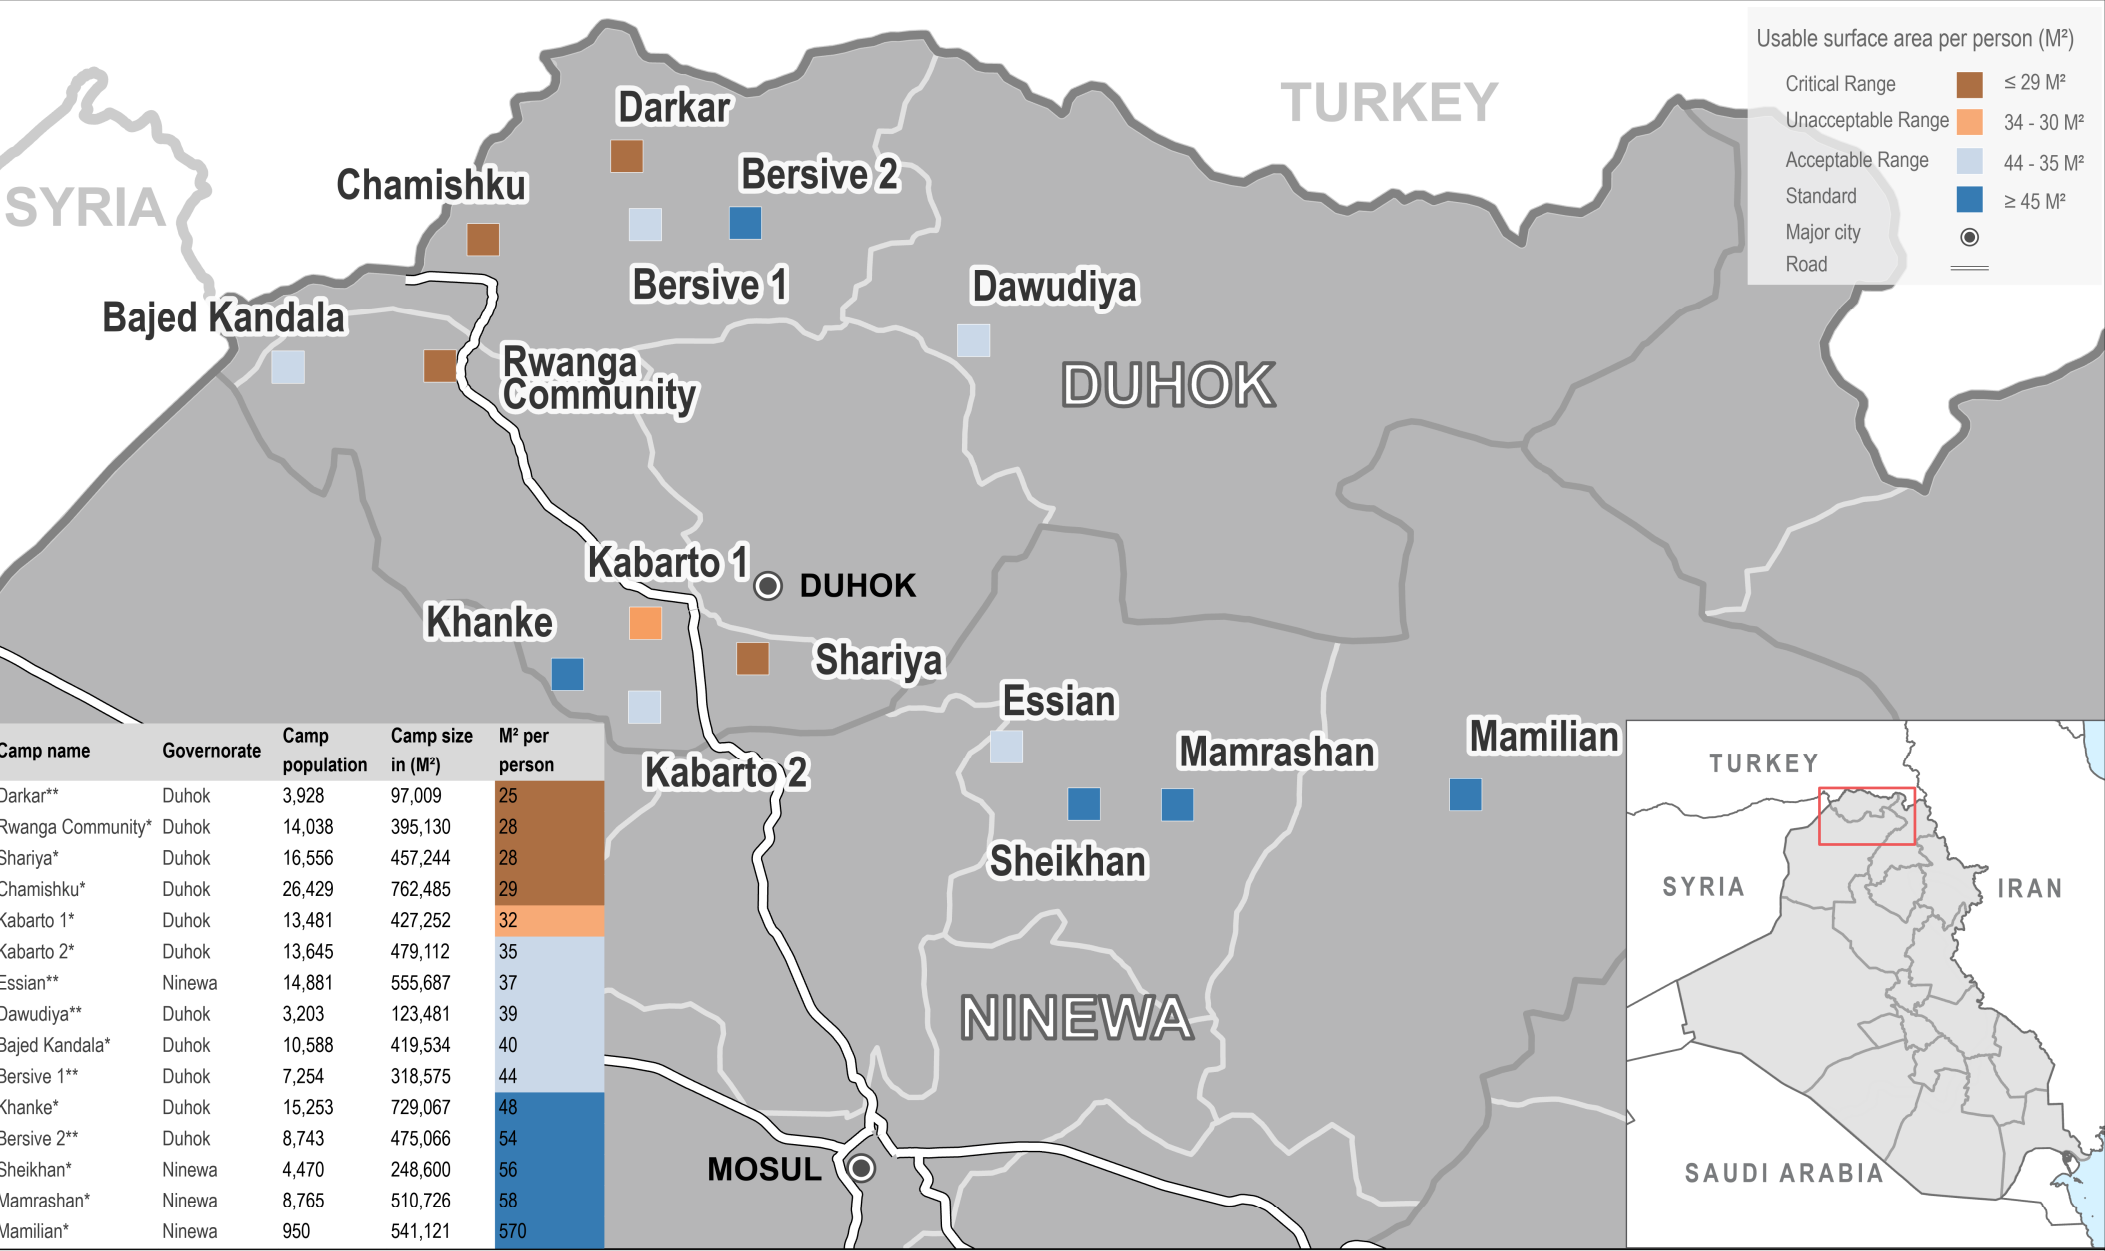 TURKEY
SYRIA
Usable surface area per person (M²)
Critical Range ≤ 29 M²
Unacceptable Range 34 - 30 M²
Acceptable Range 44 - 35 M²
Standard ≥ 45 M²
Major city
Road
Darkar
Chamishku
Bersive 2
Bersive 1
Dawudiya
Bajed Kandala
Rwanga
Community
DUHOK
Kabarto 1
DUHOK
Khanke
Shariya
Essian
Mamrashan
Mamilian
Kabarto 2
Sheikhan
NINEWA
MOSUL
Camp name Governorate Camp population Camp size in (M²) M² per person
Darkar** Duhok 3,928 97,009 25
Rwanga Community* Duhok 14,038 395,130 28
Shariya* Duhok 16,556 457,244 28
Chamishku* Duhok 26,429 762,485 29
Kabarto 1* Duhok 13,481 427,252 32
Kabarto 2* Duhok 13,645 479,112 35
Essian** Ninewa 14,881 555,687 37
Dawudiya** Duhok 3,203 123,481 39
Bajed Kandala* Duhok 10,588 419,534 40
Bersive 1** Duhok 7,254 318,575 44
Khanke* Duhok 15,253 729,067 48
Bersive 2** Duhok 8,743 475,066 54
Sheikhan* Ninewa 4,470 248,600 56
Mamrashan* Ninewa 8,765 510,726 58
Mamilian* Ninewa 950 541,121 570
TURKEY
SYRIA
IRAN
SAUDI ARABIA